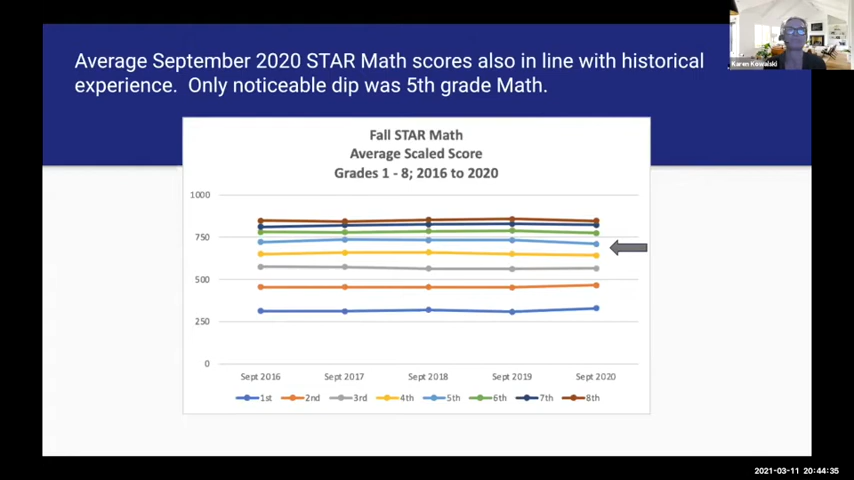 Average September 2020 STAR Math scores also in line with historical
experience. Only noticeable dip was 5th grade Math.
Karen Kowalski
Fall STAR Math
Average Scaled Score
Grades 1 - 8; 2016 to 2020
1000
750
500
250
0
Sept 2016 Sept 2017 Sept 2018 Sept 2019 Sept 2020
1st 2nd 3rd 4th 5th 6th 7th 8th
2021-03-11 20:44:35